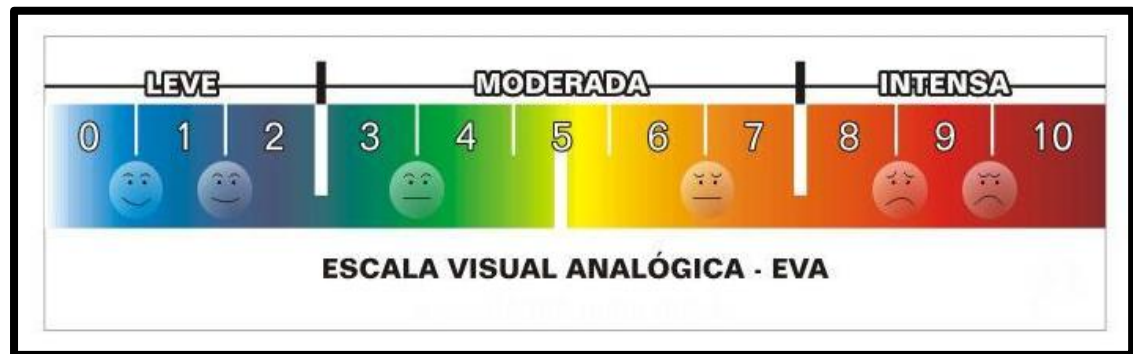 LEVE MODERADA INTENSA
0 1 2 3 4 5 6 7 8 9 10
ESCALA VISUAL ANALÓGICA - EVA